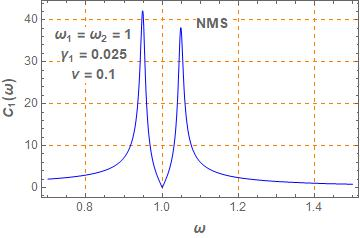 NMS
ω₁ = ω₂ = 1
γ₁ = 0.025
ν = 0.1
40
30
20
10
0
C₁(ω)
0.8 1.0 1.2 1.4
ω